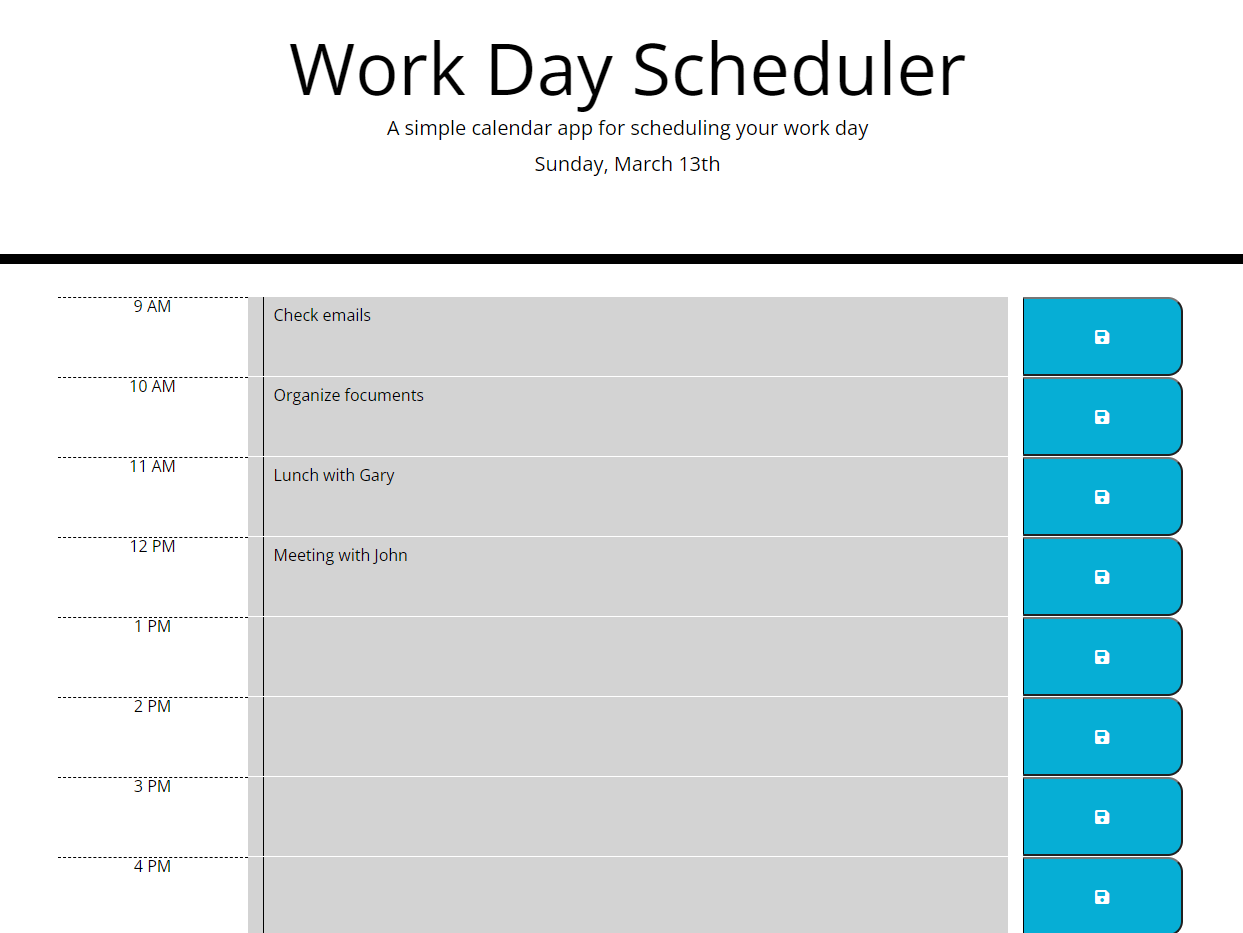 Work Day Scheduler
A simple calendar app for scheduling your work day
Sunday, March 13th
9 AM
Check emails
10 AM
Organize focuments
11 AM
Lunch with Gary
12 PM
Meeting with John
1 PM
2 PM
3 PM
4 PM